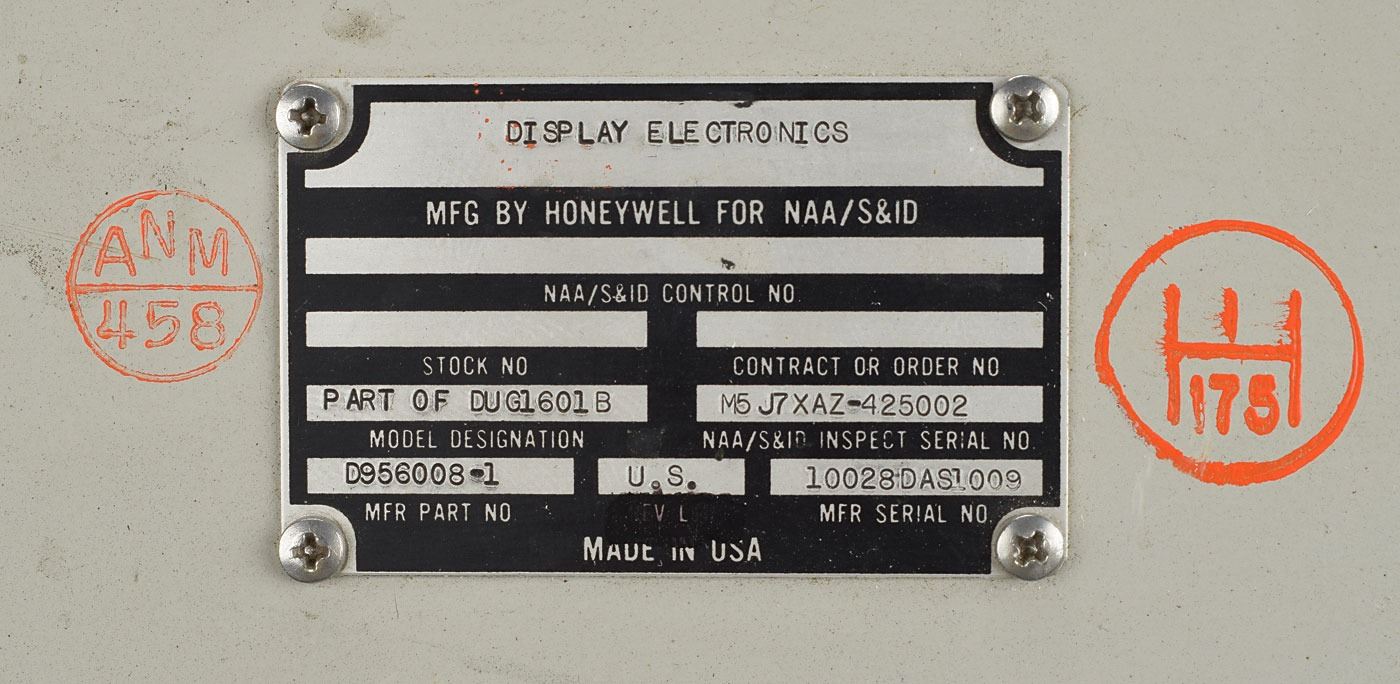 DISPLAY ELECTRONICS
MFG BY HONEYWELL FOR NAA/S&ID
NAA/S&ID CONTROL NO.
STOCK NO
CONTRACT OR ORDER NO
PART OF DUG1601B
M5J7XAZ-425002
MODEL DESIGNATION
NAA/S&ID INSPECT SERIAL NO.
D956008-1
U.S.
10028DAS1009
MFR PART NO
MFR SERIAL NO.
MADE IN USA
ANM
458
H
175